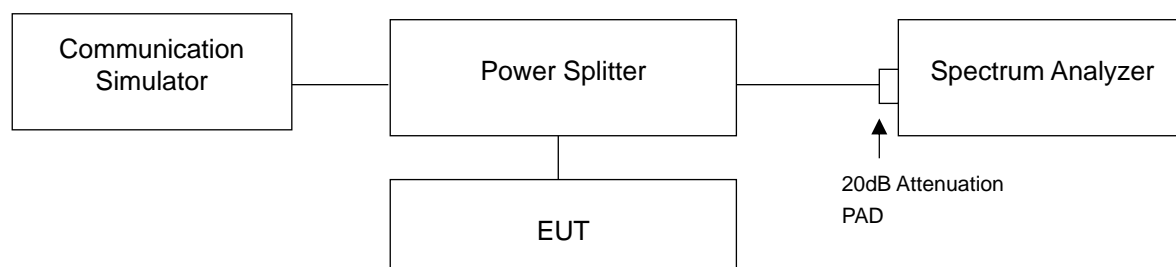 Communication
Simulator
Power Splitter
Spectrum Analyzer
20dB Attenuation
PAD
EUT